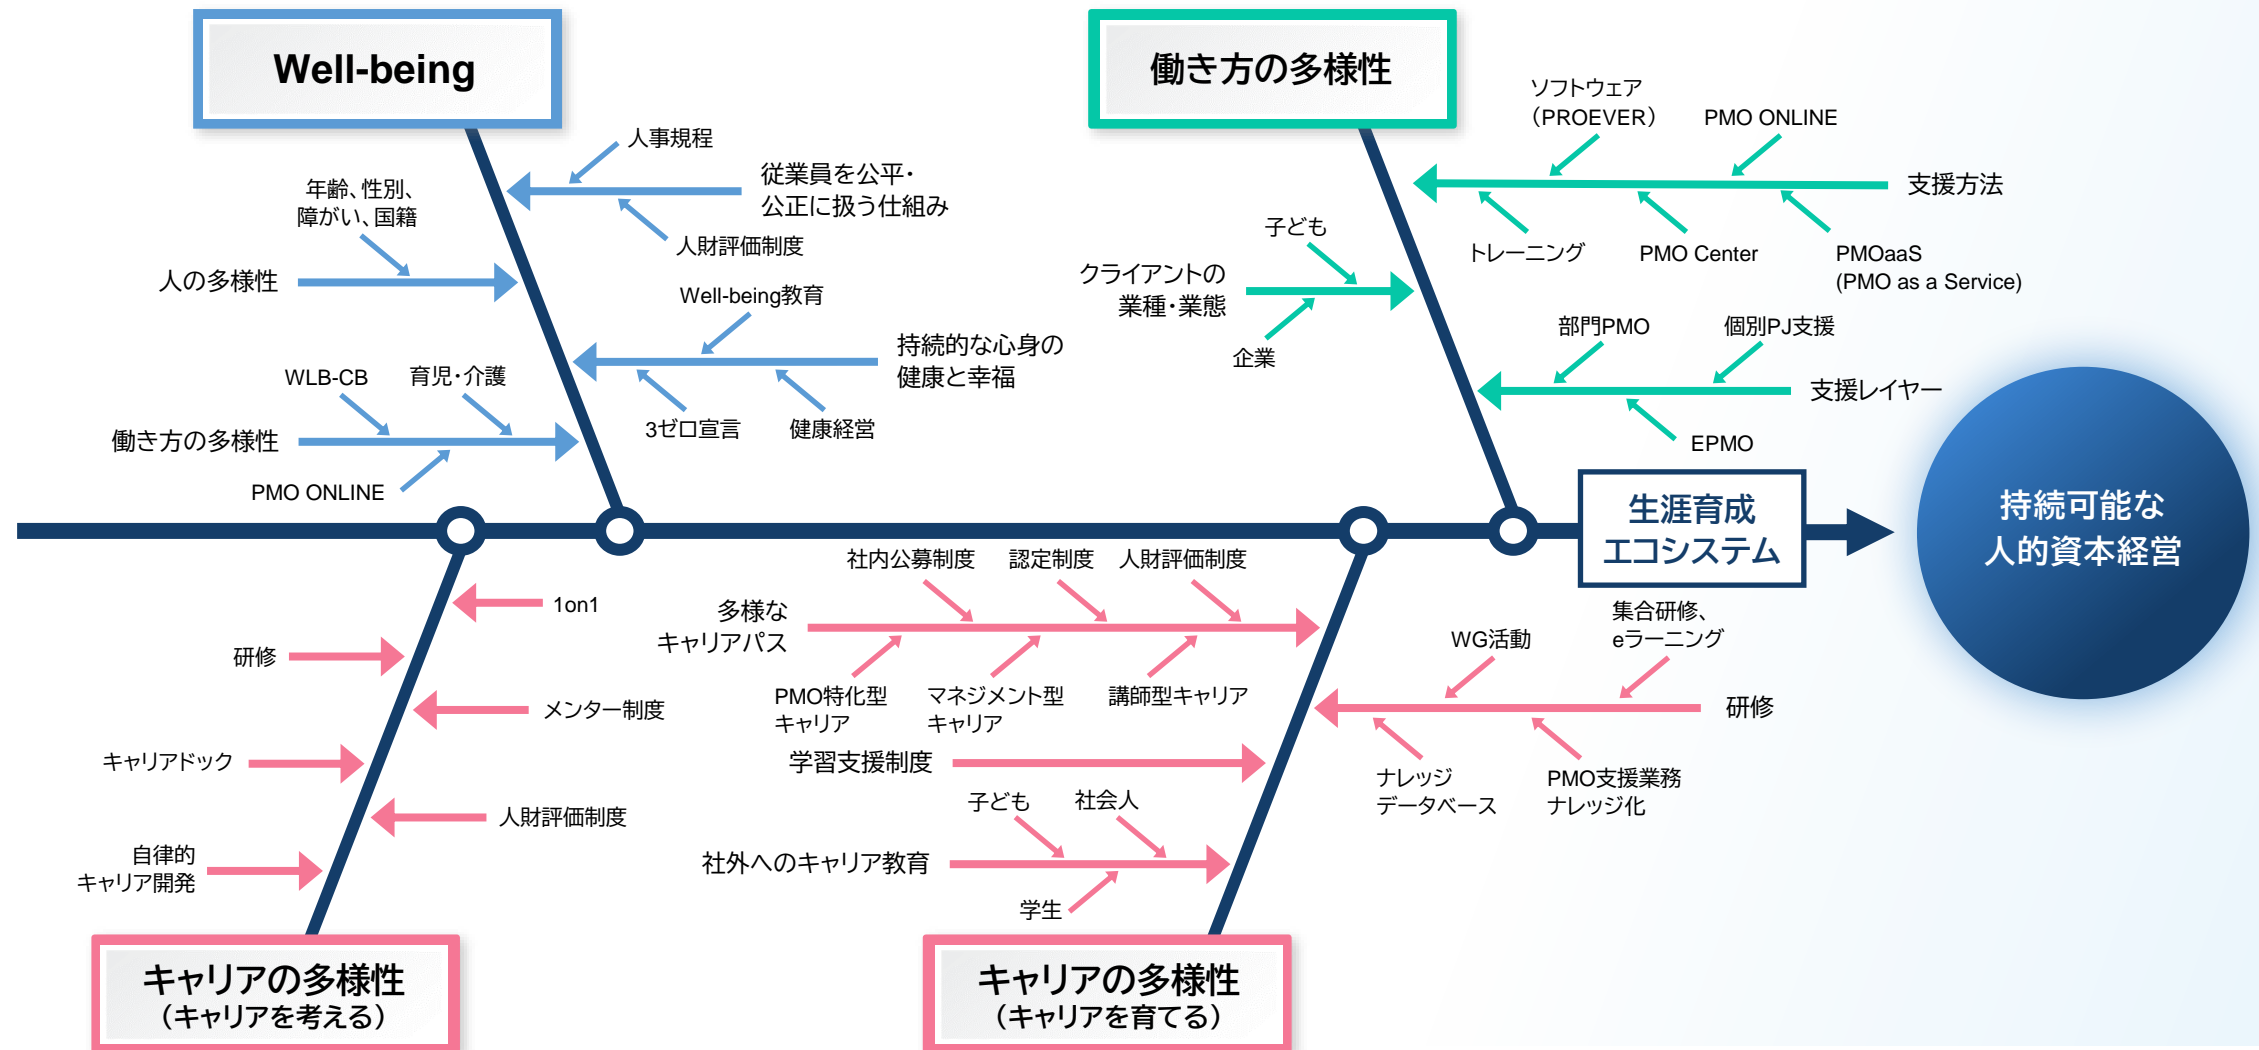 Well-being
人事規程
従業員を公平・
公正に扱う仕組み
人財評価制度
年齢、性別、
障がい、国籍
人の多様性
Well-being教育
持続的な心身の
健康と幸福
3ゼロ宣言
健康経営
WLB-CB
育児・介護
働き方の多様性
PMO ONLINE
働き方の多様性
ソフトウェア
（PROEVER）
PMO ONLINE
支援方法
トレーニング
PMO Center
PMOaaS
(PMO as a Service)
子ども
クライアントの
業種・業態
企業
部門PMO
個別PJ支援
支援レイヤー
EPMO
生涯育成
エコシステム
持続可能な
人的資本経営
1on1
研修
メンター制度
キャリアドック
人財評価制度
自律的
キャリア開発
キャリアの多様性
（キャリアを考える）
社内公募制度
認定制度
人財評価制度
多様な
キャリアパス
PMO特化型
キャリア
マネジメント型
キャリア
講師型キャリア
WG活動
集合研修、
eラーニング
研修
ナレッジ
データベース
PMO支援業務
ナレッジ化
学習支援制度
子ども
社会人
社外へのキャリア教育
学生
キャリアの多様性
（キャリアを育てる）